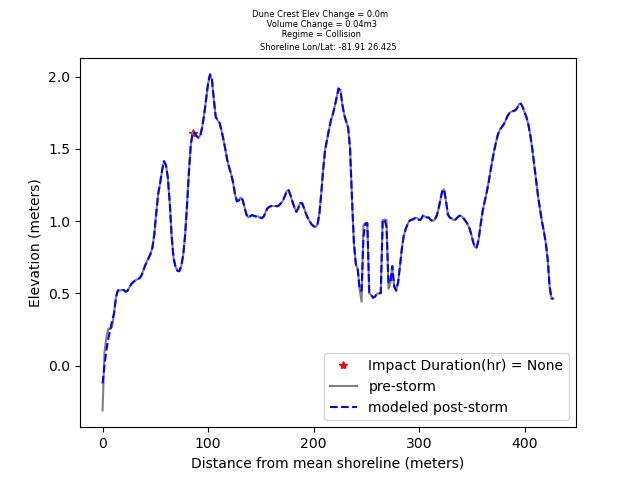 Dune Crest Elev Change = 0.0m
Volume Change = 0.04m3
Regime = Collision
Shoreline Lon/Lat: -81.91 26.425
2.0
1.5
1.0
0.5
0.0
Elevation (meters)
Impact Duration(hr) = None
pre-storm
modeled post-storm
0 100 200 300 400
Distance from mean shoreline (meters)